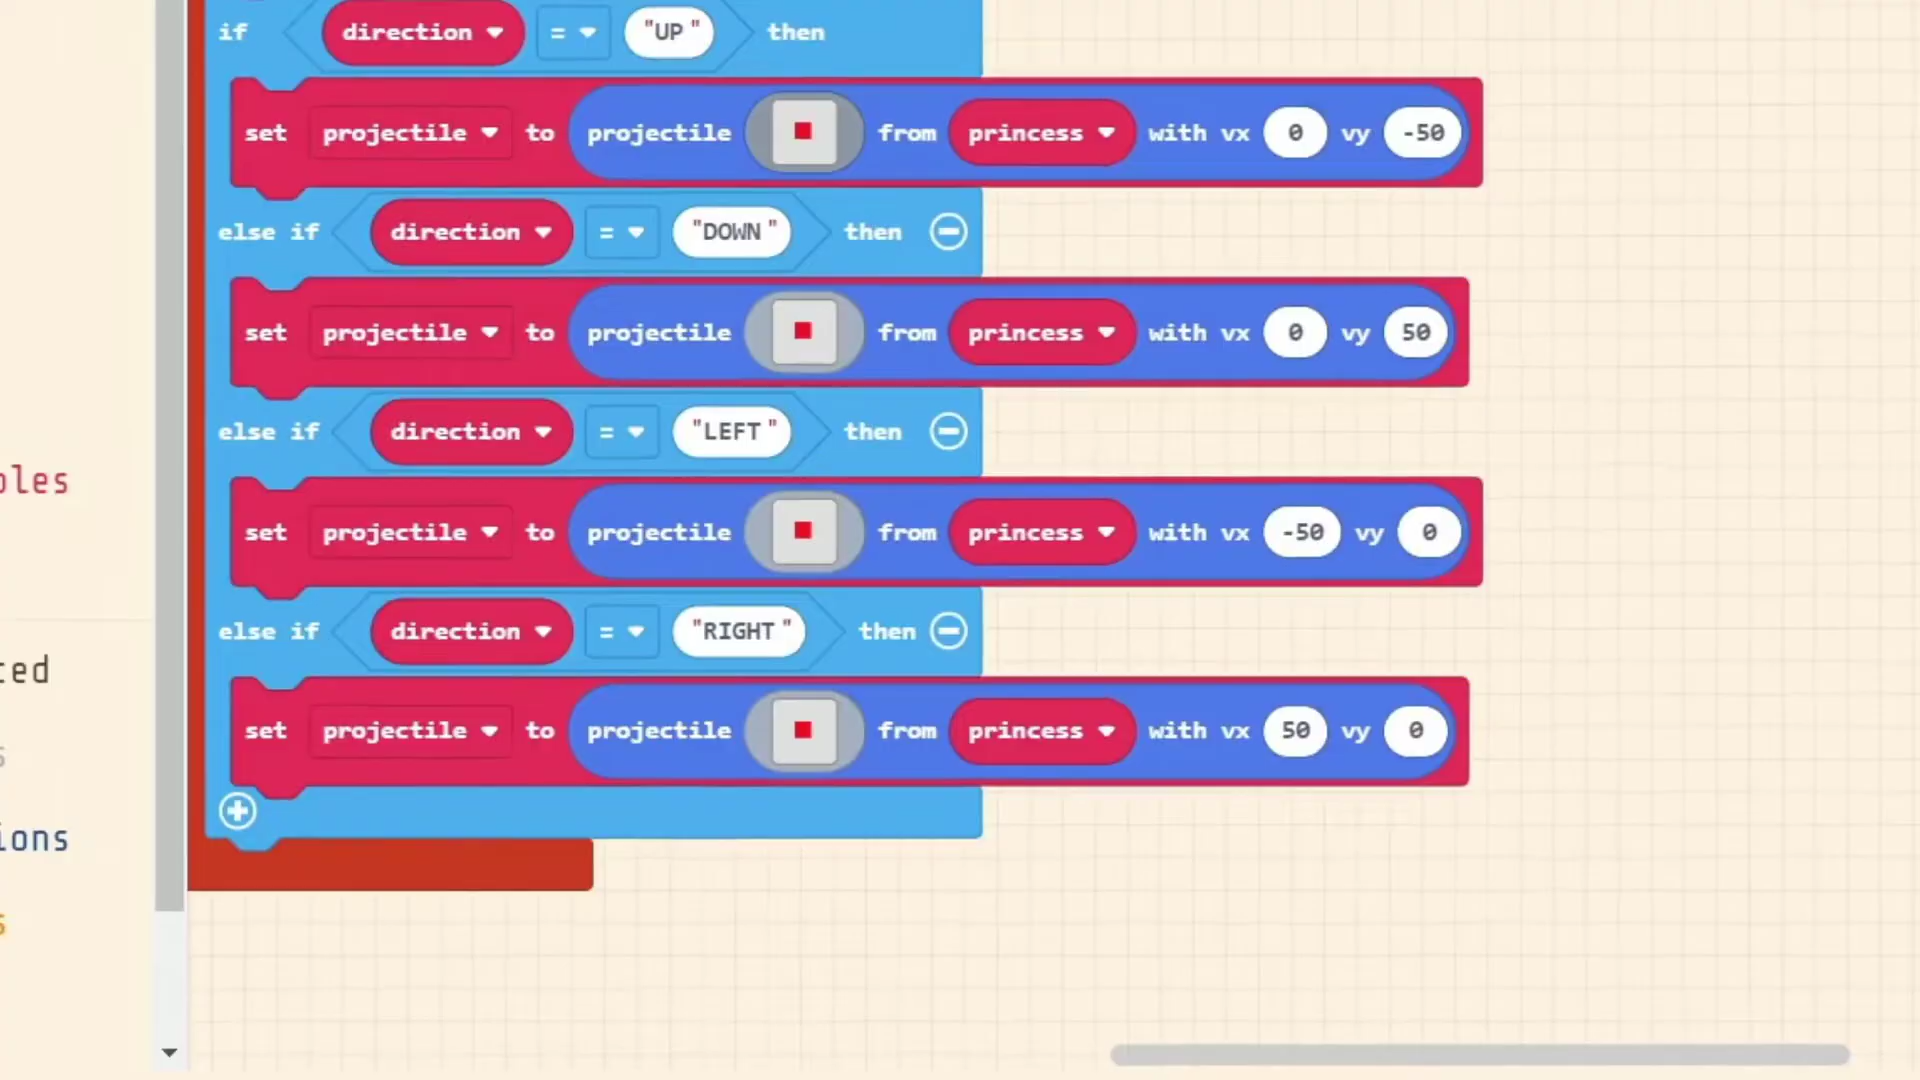 if direction = "UP" then
set projectile to projectile from princess with vx 0 vy -50
else if direction = "DOWN" then
set projectile to projectile from princess with vx 0 vy 50
else if direction = "LEFT" then
set projectile to projectile from princess with vx -50 vy 0
else if direction = "RIGHT" then
set projectile to projectile from princess with vx 50 vy 0